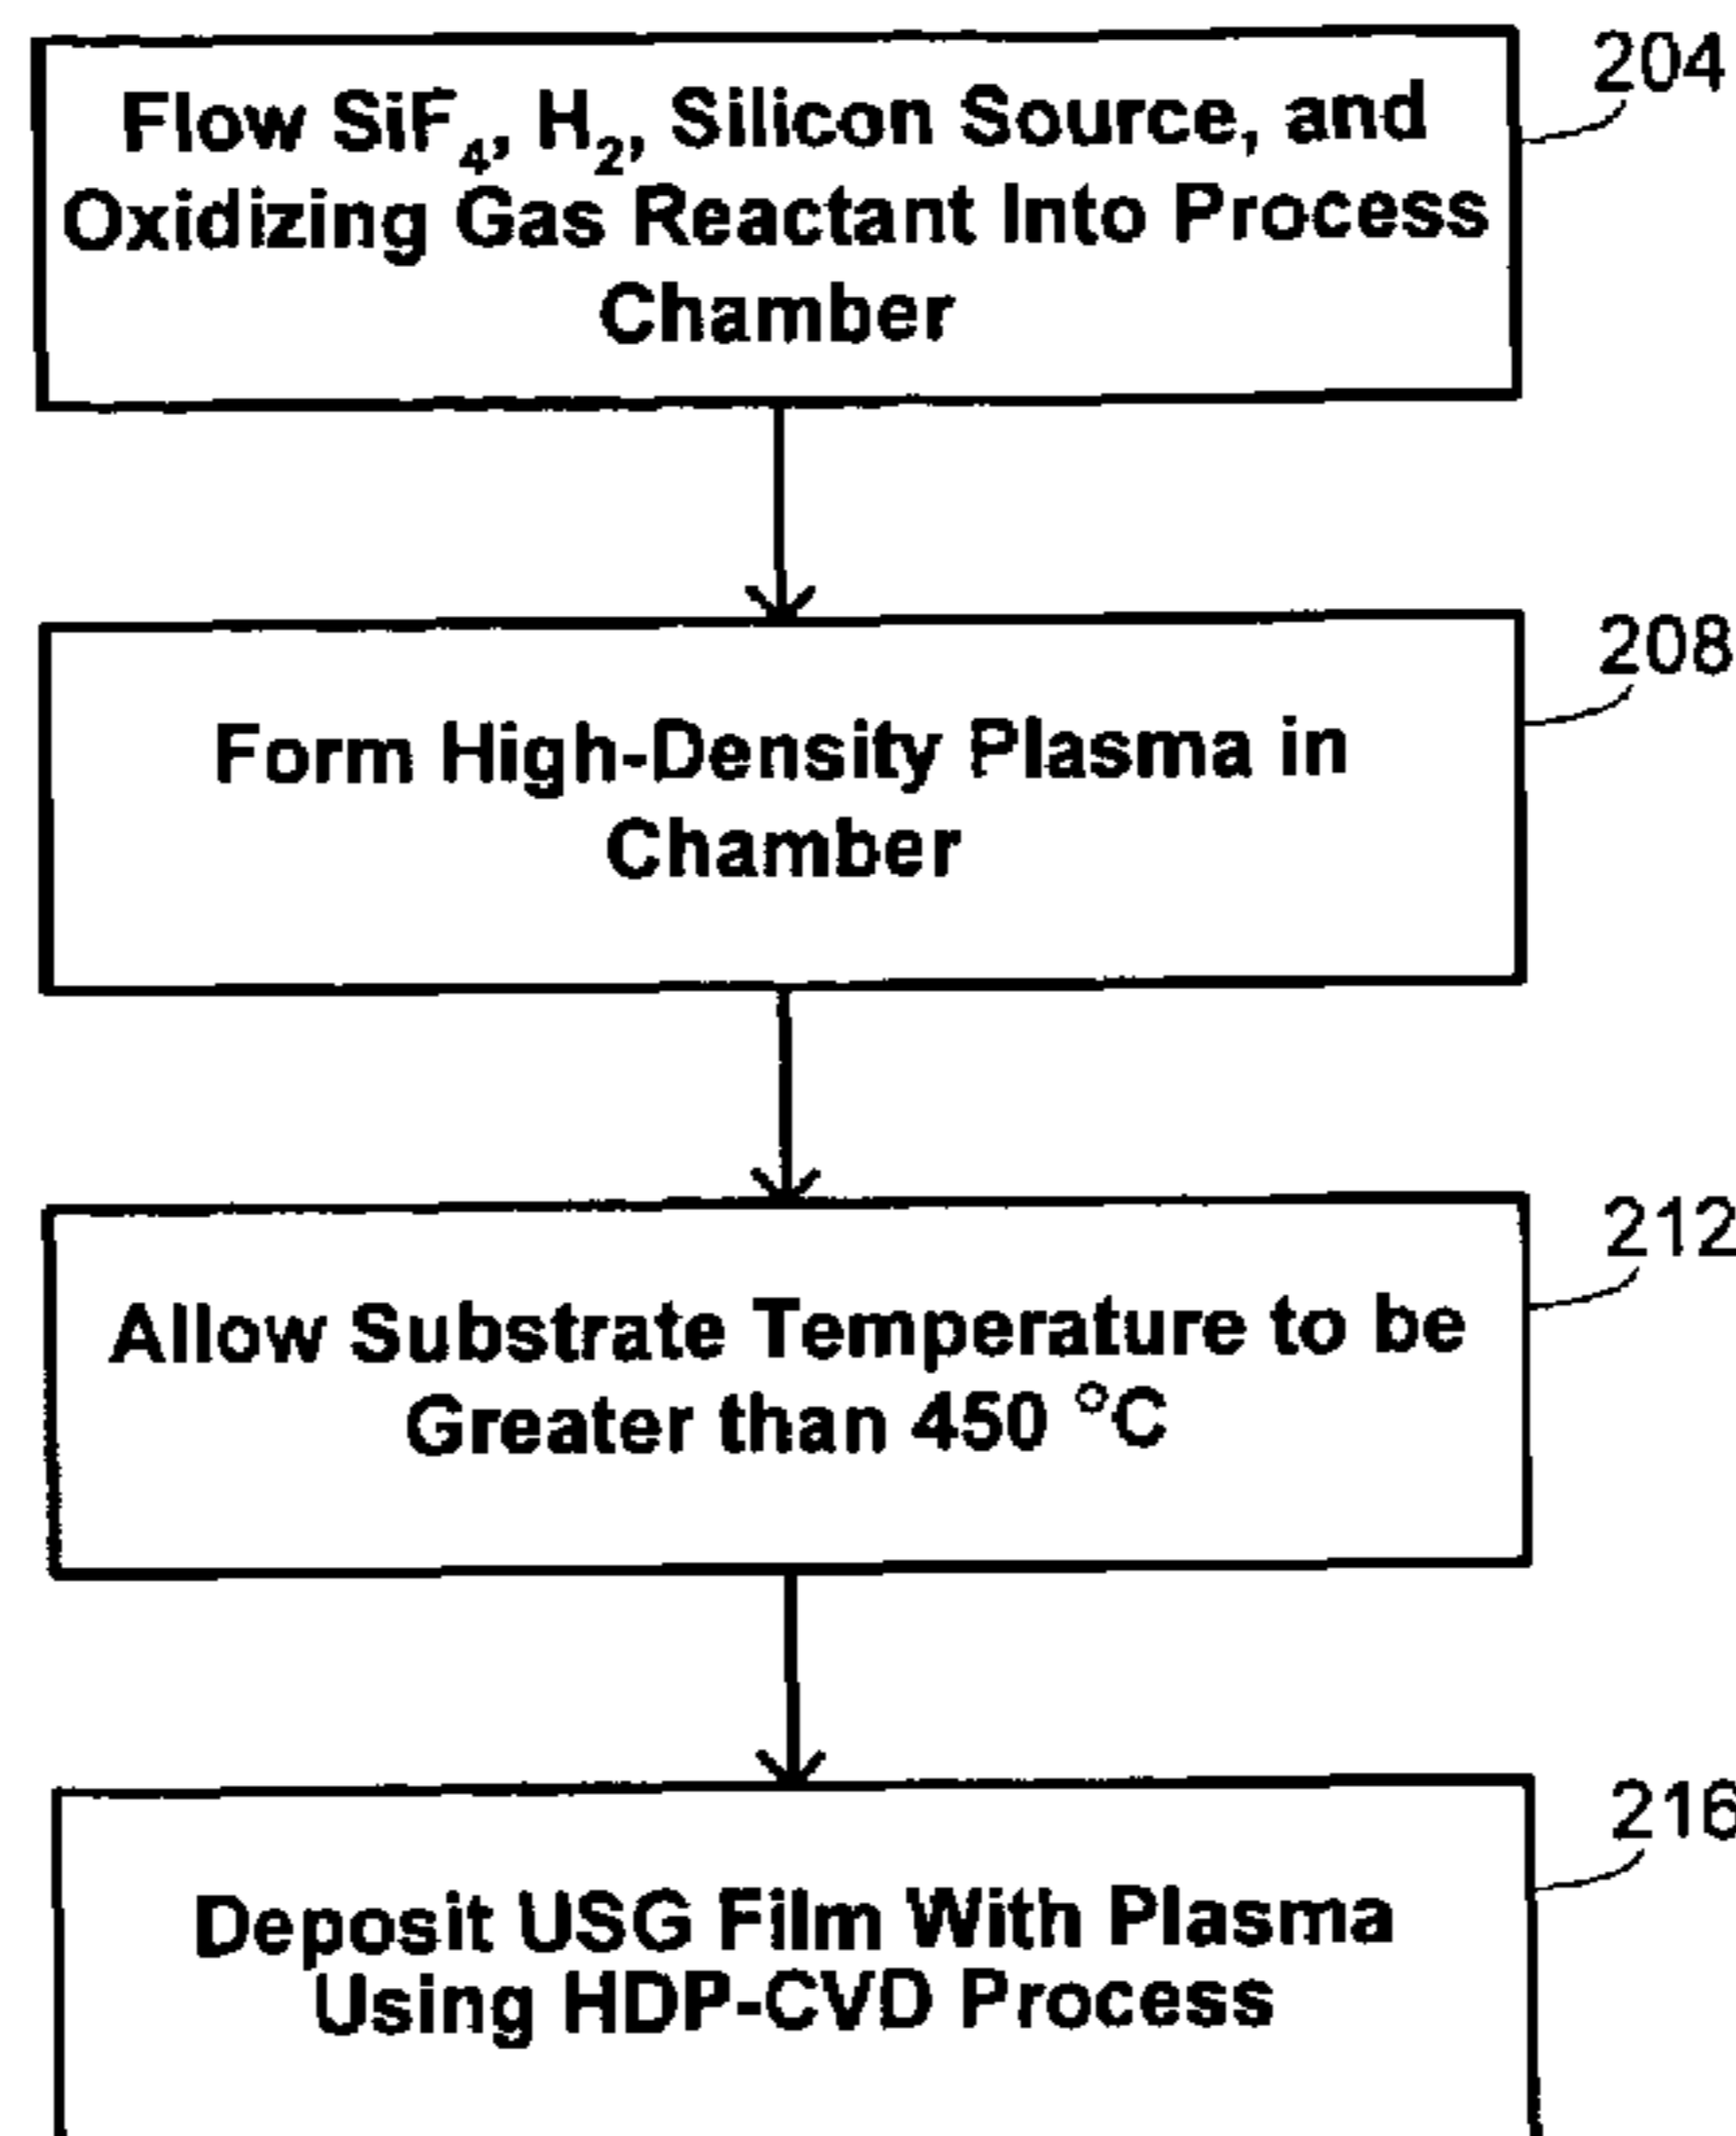 204
Flow SiF₄, H₂, Silicon Source, and
Oxidizing Gas Reactant Into Process
Chamber
208
Form High-Density Plasma in
Chamber
212
Allow Substrate Temperature to be
Greater than 450 °C
216
Deposit USG Film With Plasma
Using HDP-CVD Process